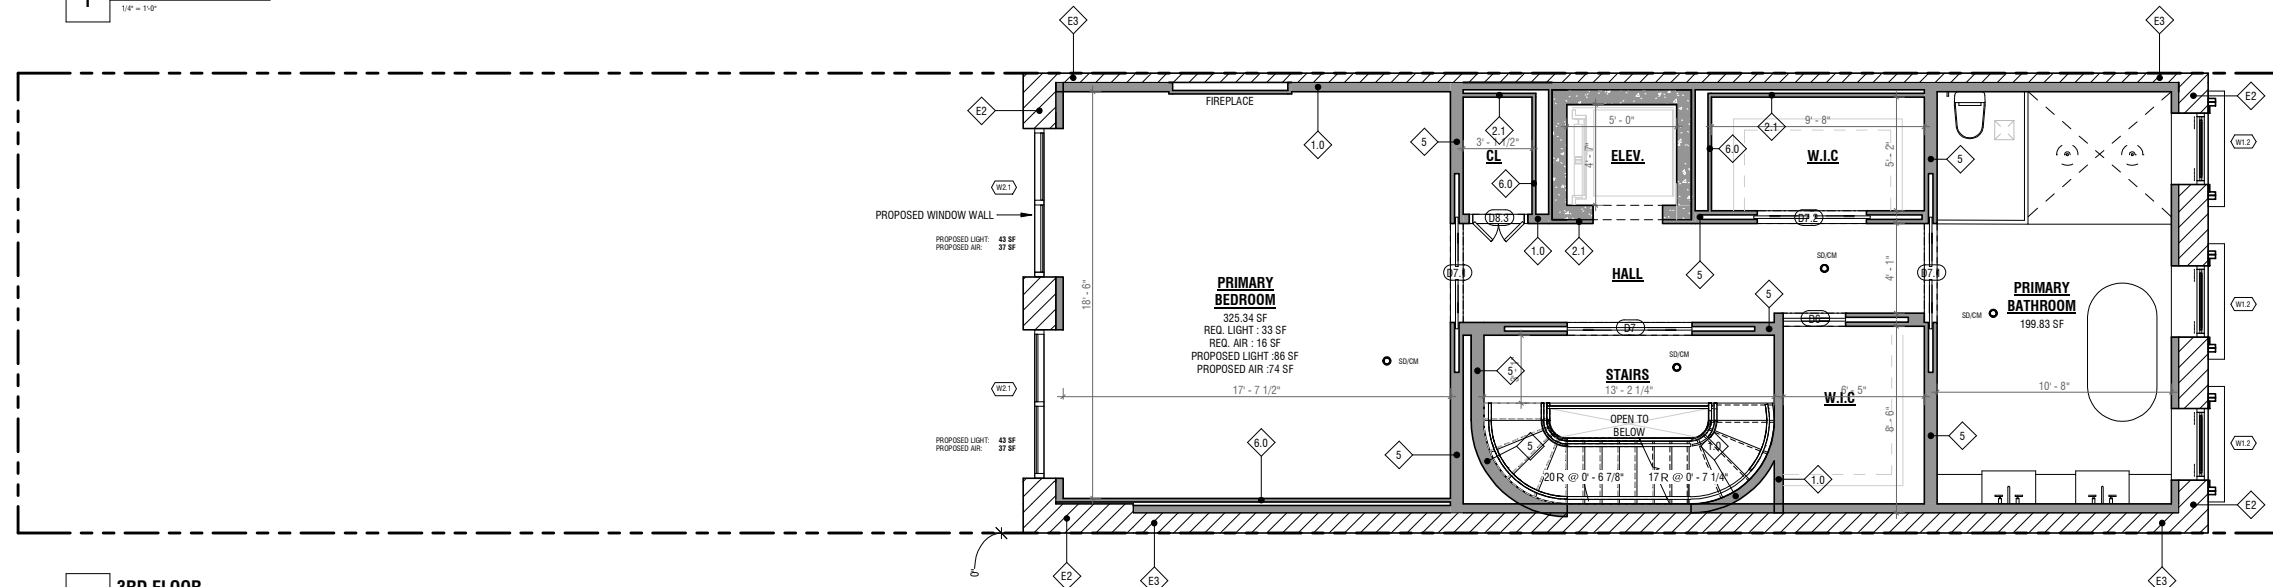 1
1/4" = 1'-0"
E3
E3
E2
E2
FIREPLACE
1.0
5
2.1
3' - 1 1/2"
CL
6.0
D8.3
5' - 0"
4' - 7"
ELEV.
9' - 8"
2.1
6.0
W.I.C
5' - 2"
D7.2
5
W1.2
W2.1
PROPOSED WINDOW WALL
PROPOSED LIGHT: 43 SF
PROPOSED AIR: 37 SF
18' - 6"
PRIMARY
BEDROOM
325.34 SF
REQ. LIGHT : 33 SF
REQ. AIR : 16 SF
PROPOSED LIGHT :86 SF
PROPOSED AIR :74 SF
SD/CM
17' - 7 1/2"
D7.1
1.0
2.1
HALL
5
SD/CM
4' - 1"
D7.1
5
D7
D6
PRIMARY
BATHROOM
199.83 SF
SD/CM
W1.2
W2.1
5
STAIRS
SD/CM
13' - 2 1/4"
W.I.C
8' - 6"
10' - 8"
OPEN TO
BELOW
PROPOSED LIGHT: 43 SF
PROPOSED AIR: 37 SF
6.0
5
5
1.0
20 R @ 0' - 6 7/8"
17 R @ 0' - 7 1/4"
1.0
5
W1.2
0"
E2
E3
E2
E3
3RD FLOOR